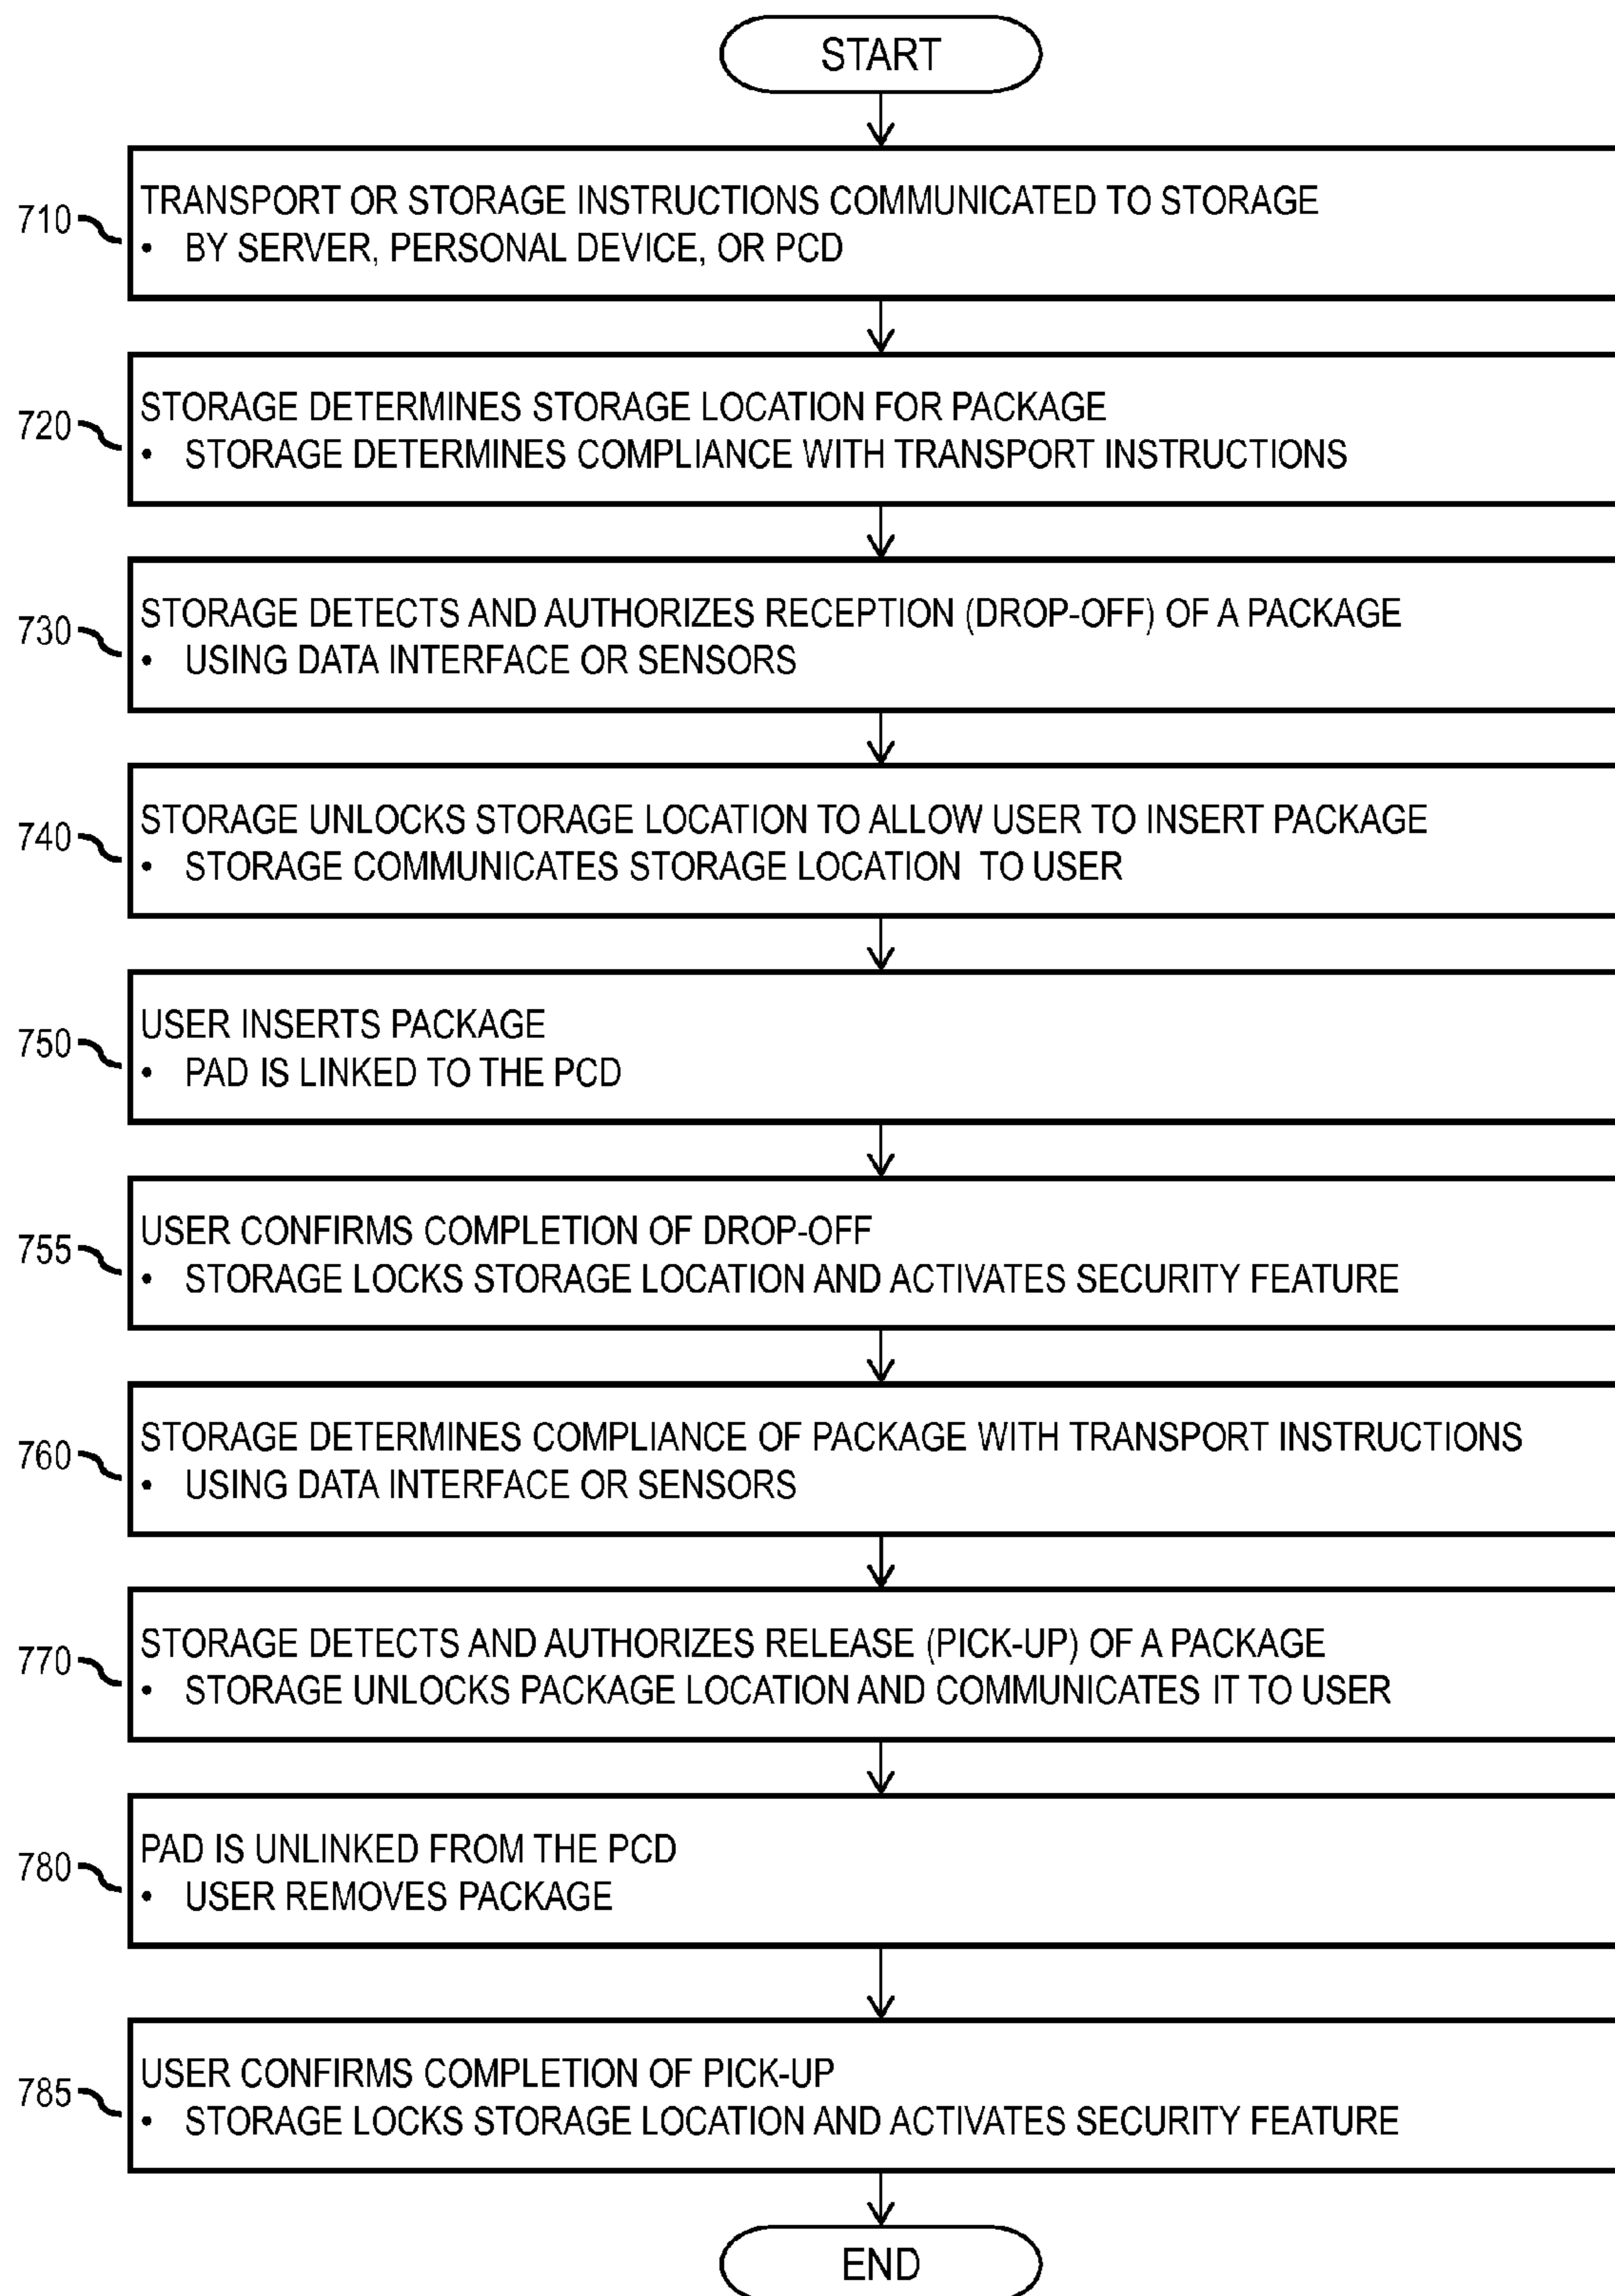 START
710
TRANSPORT OR STORAGE INSTRUCTIONS COMMUNICATED TO STORAGE
• BY SERVER, PERSONAL DEVICE, OR PCD
720
STORAGE DETERMINES STORAGE LOCATION FOR PACKAGE
• STORAGE DETERMINES COMPLIANCE WITH TRANSPORT INSTRUCTIONS
730
STORAGE DETECTS AND AUTHORIZES RECEPTION (DROP-OFF) OF A PACKAGE
• USING DATA INTERFACE OR SENSORS
740
STORAGE UNLOCKS STORAGE LOCATION TO ALLOW USER TO INSERT PACKAGE
• STORAGE COMMUNICATES STORAGE LOCATION TO USER
750
USER INSERTS PACKAGE
• PAD IS LINKED TO THE PCD
755
USER CONFIRMS COMPLETION OF DROP-OFF
• STORAGE LOCKS STORAGE LOCATION AND ACTIVATES SECURITY FEATURE
760
STORAGE DETERMINES COMPLIANCE OF PACKAGE WITH TRANSPORT INSTRUCTIONS
• USING DATA INTERFACE OR SENSORS
770
STORAGE DETECTS AND AUTHORIZES RELEASE (PICK-UP) OF A PACKAGE
• STORAGE UNLOCKS PACKAGE LOCATION AND COMMUNICATES IT TO USER
780
PAD IS UNLINKED FROM THE PCD
• USER REMOVES PACKAGE
785
USER CONFIRMS COMPLETION OF PICK-UP
• STORAGE LOCKS STORAGE LOCATION AND ACTIVATES SECURITY FEATURE
END